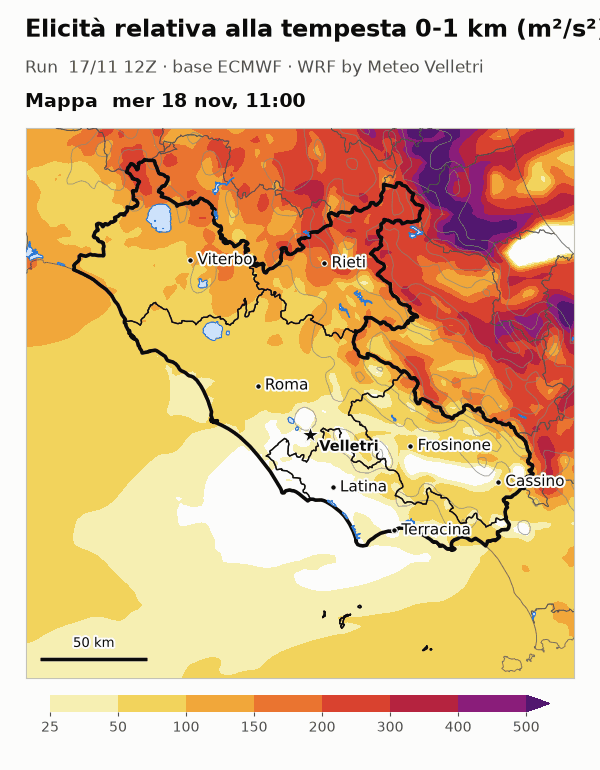 Elicità relativa alla tempesta 0-1 km (m²/s²)
Run  17/11 12Z · base ECMWF · WRF by Meteo Velletri
Mappa  mer 18 nov, 11:00
Viterbo
Rieti
Roma
Velletri
Frosinone
Cassino
Latina
Terracina
50 km
25 50 100 150 200 300 400 500